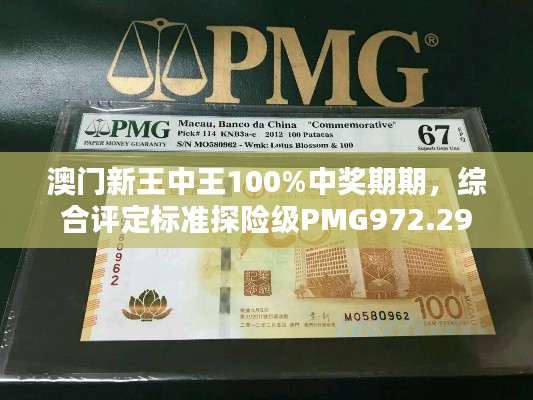 PMG®
PMG
PAPER MONEY GUARANTY
Macau, Banco da China "Commemorative"
Pick# 114 KNB3a-c 2012 100 Patacas
S/N MO580962 - Wmk: Lotus Blossom & 100
67 EPQ
Superb Gem Unc
澳门新王中王100%中奖期期，综
合评定标准探险级PMG972.29
80962
100
MO580962